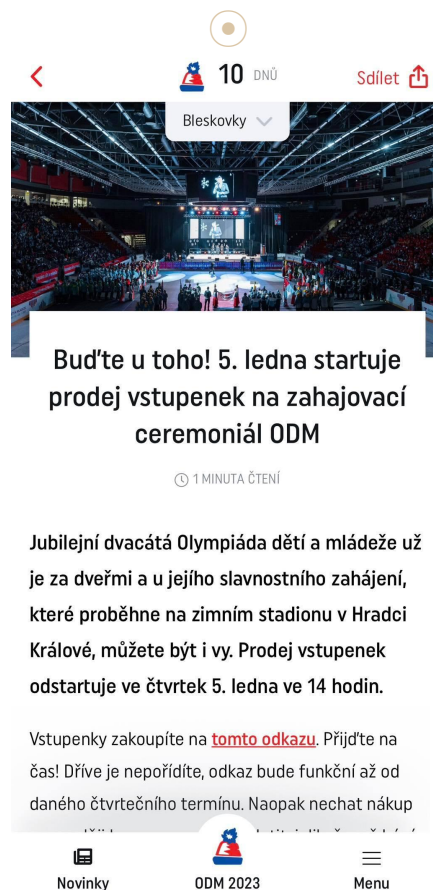 10 DNŮ
Sdílet
Bleskovky
Buďte u toho! 5. ledna startuje
prodej vstupenek na zahajovací
ceremoniál ODM
1 MINUTA ČTENÍ
Jubilejní dvacátá Olympiáda dětí a mládeže už
je za dveřmi a u jejího slavnostního zahájení,
které proběhne na zimním stadionu v Hradci
Králové, můžete být i vy. Prodej vstupenek
odstartuje ve čtvrtek 5. ledna ve 14 hodin.
Vstupenky zakoupíte na tomto odkazu. Přijďte na
čas! Dříve je nepořídíte, odkaz bude funkční až od
daného čtvrtečního termínu. Naopak nechat nákup
Novinky
ODM 2023
Menu